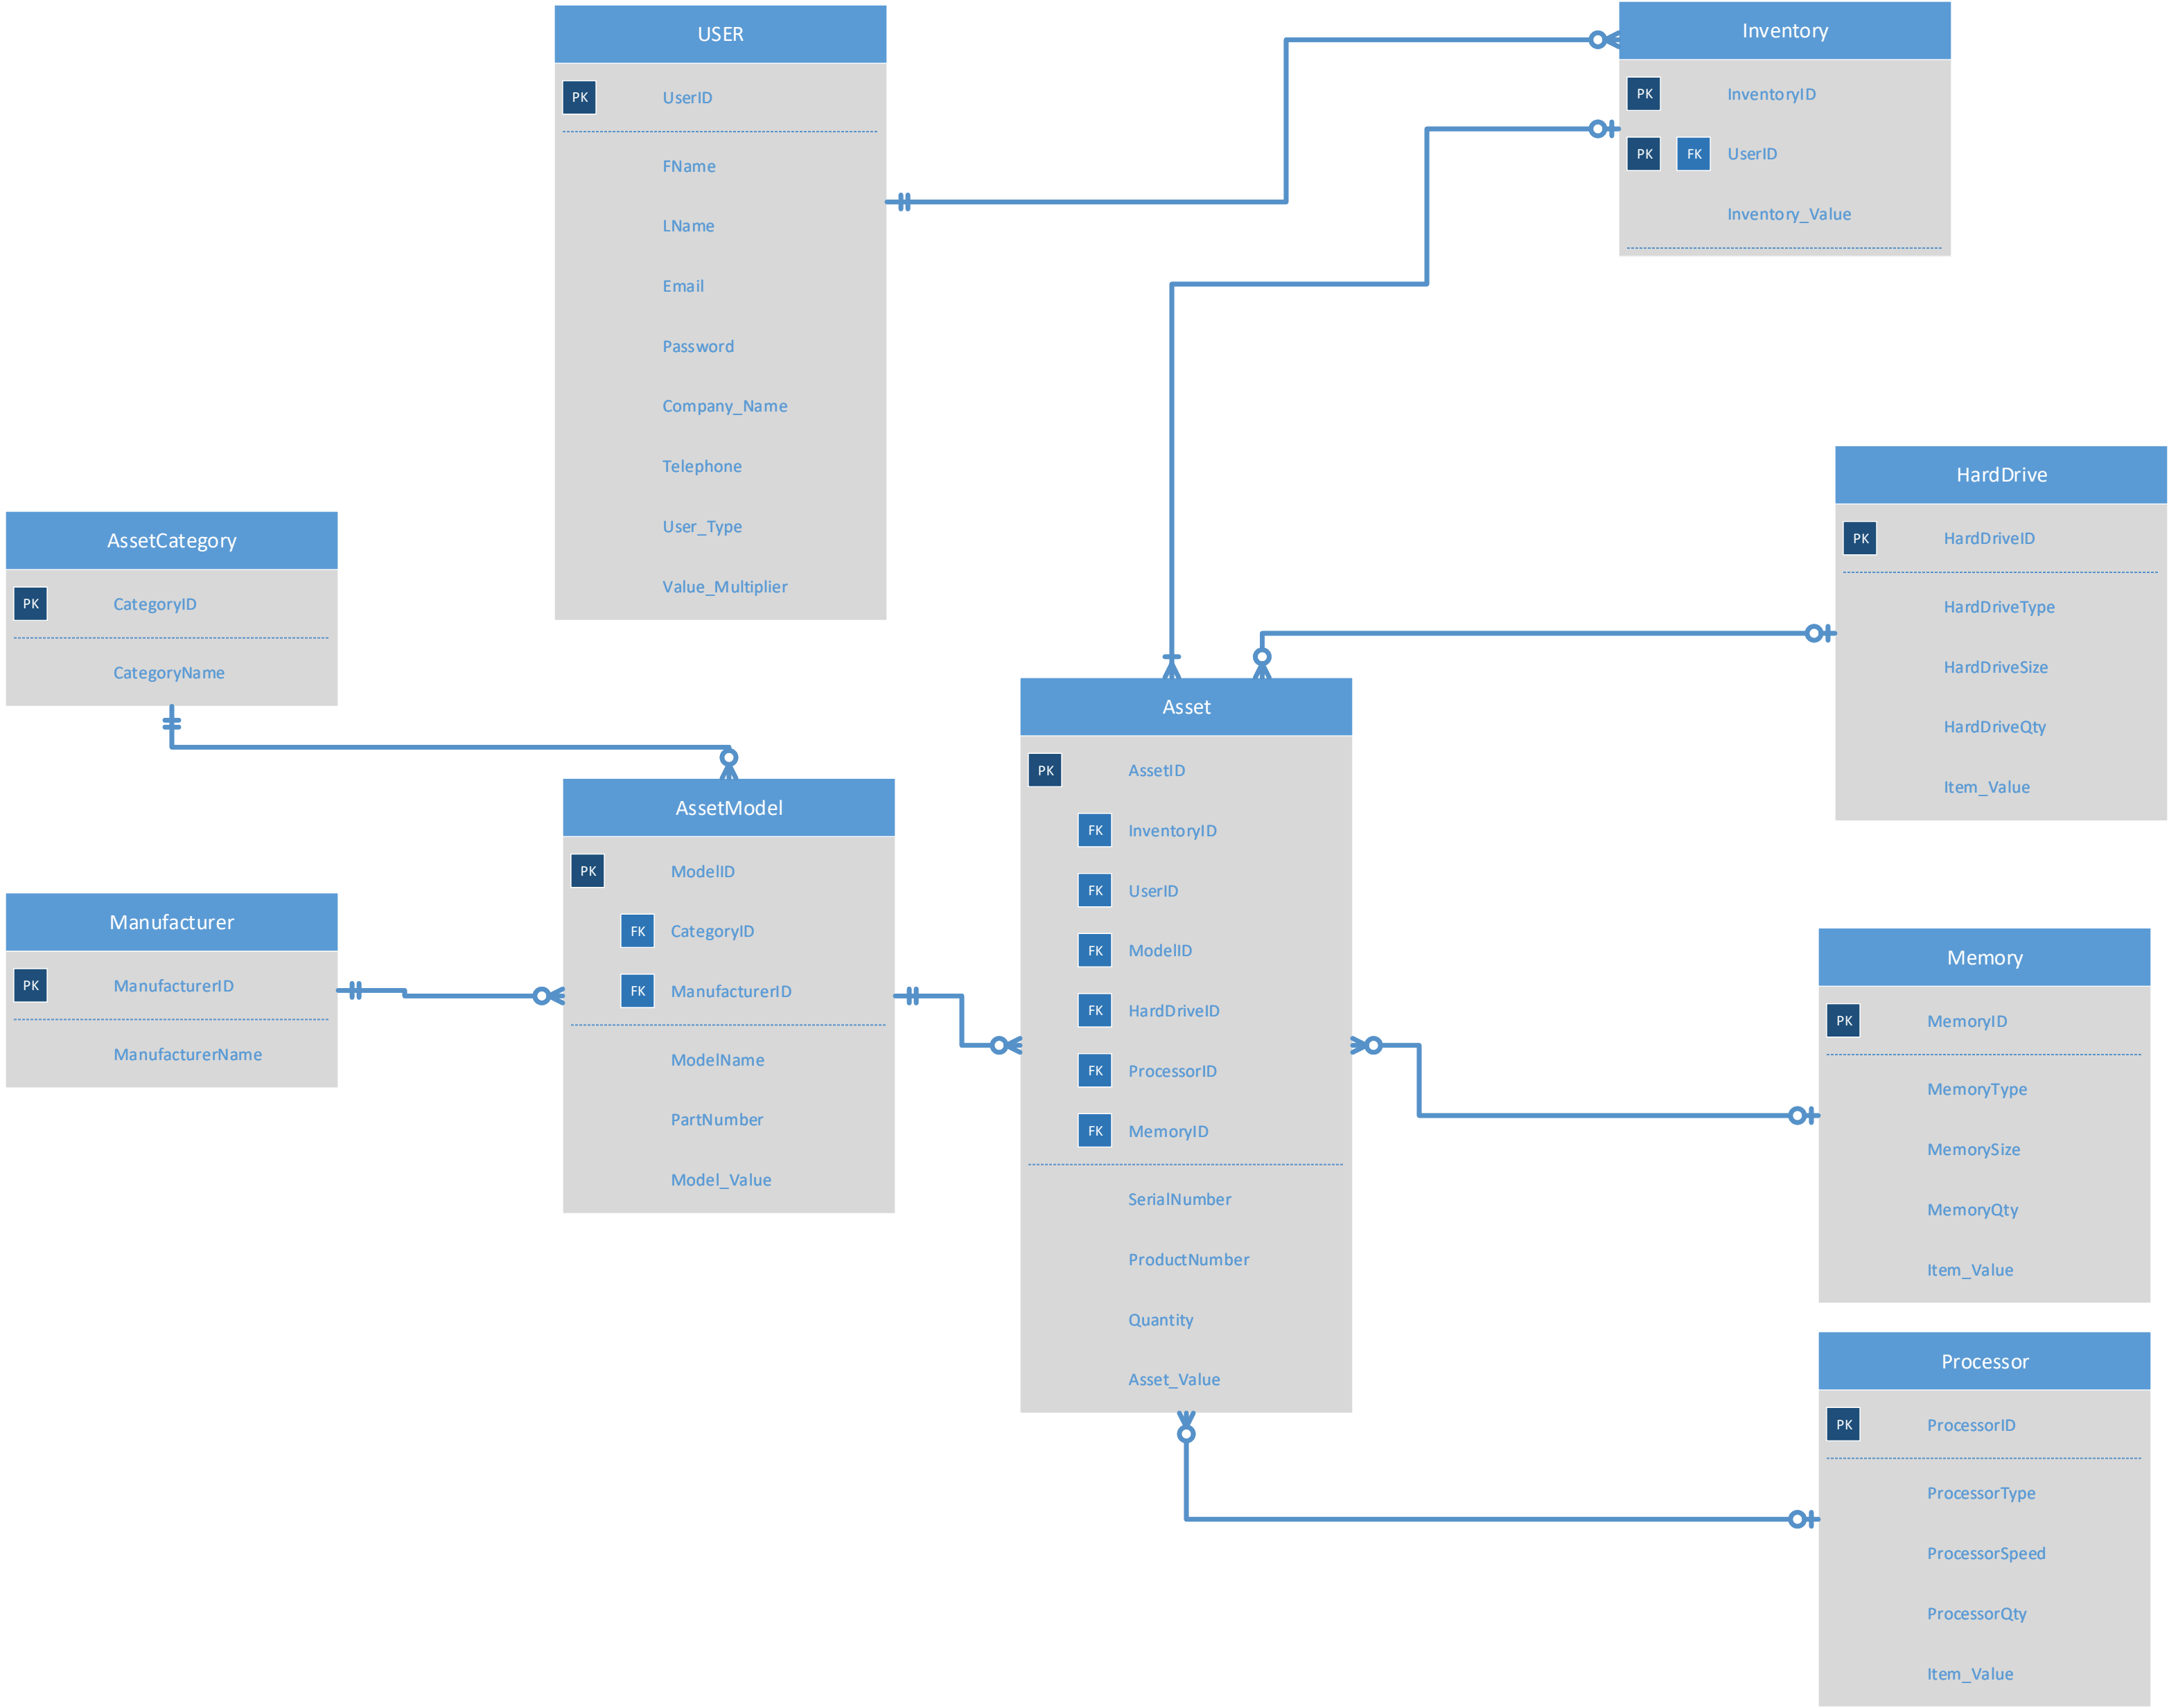 USER
PK UserID
FName
LName
Email
Password
Company_Name
Telephone
User_Type
Value_Multiplier
Inventory
PK InventoryID
PK FK UserID
Inventory_Value
HardDrive
PK HardDriveID
HardDriveType
HardDriveSize
HardDriveQty
Item_Value
AssetCategory
PK CategoryID
CategoryName
Manufacturer
PK ManufacturerID
ManufacturerName
AssetModel
PK ModelID
FK CategoryID
FK ManufacturerID
ModelName
PartNumber
Model_Value
Asset
PK AssetID
FK InventoryID
FK UserID
FK ModelID
FK HardDriveID
FK ProcessorID
FK MemoryID
SerialNumber
ProductNumber
Quantity
Asset_Value
Memory
PK MemoryID
MemoryType
MemorySize
MemoryQty
Item_Value
Processor
PK ProcessorID
ProcessorType
ProcessorSpeed
ProcessorQty
Item_Value